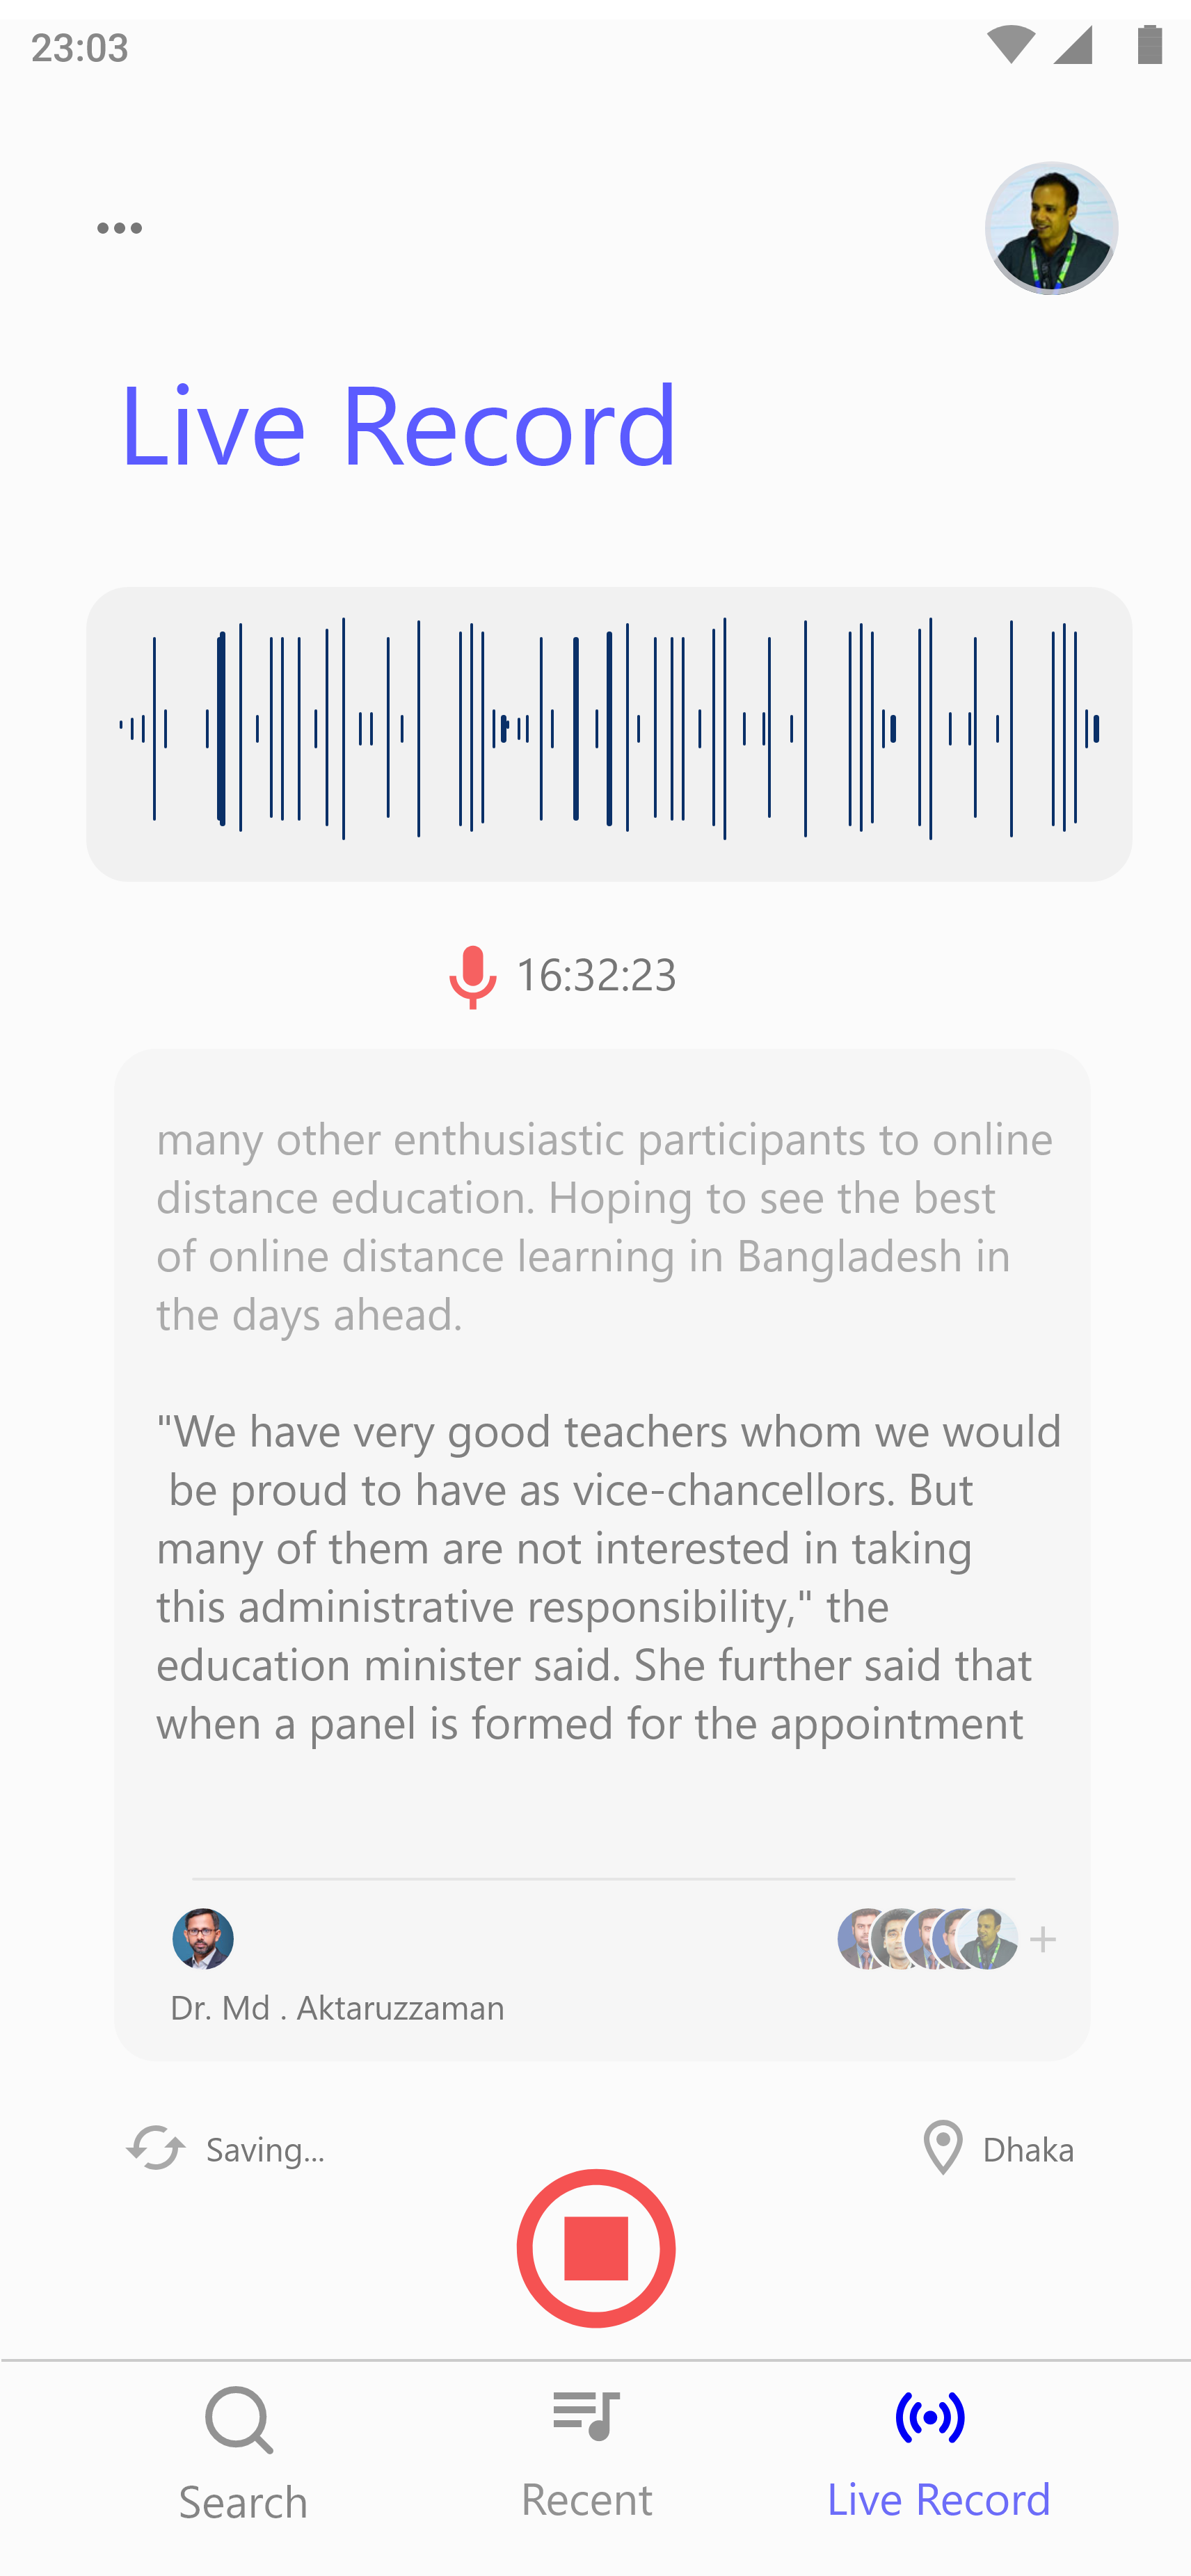 23:03
Live Record
16:32:23
many other enthusiastic participants to online
distance education. Hoping to see the best
of online distance learning in Bangladesh in
the days ahead.
"We have very good teachers whom we would
be proud to have as vice-chancellors. But
many of them are not interested in taking
this administrative responsibility," the
education minister said. She further said that
when a panel is formed for the appointment
Dr. Md . Aktaruzzaman
Saving...
Dhaka
Search
Recent
Live Record